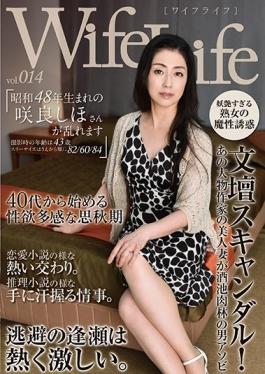 Wife Life
[ワイフライフ]
vol.014
「昭和48年生まれの
咲良しほさん
が乱れます
撮影時の年齢は43歳
スリーサイズはうえから順に82/60/84」
妖艶すぎる
熟女の
魔性誘惑
文壇スキャンダル!
あの大物作家の美人妻が酒池肉林の男アソビ
40代から始める
性欲多感な思秋期
恋愛小説の様な
熱い交わり。
推理小説の様な
手に汗握る情事。
逃避の逢瀬は
熱く激しい。